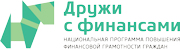 Дружи
с финансами
НАЦИОНАЛЬНАЯ ПРОГРАММА ПОВЫШЕНИЯ
ФИНАНСОВОЙ ГРАМОТНОСТИ ГРАЖДАН